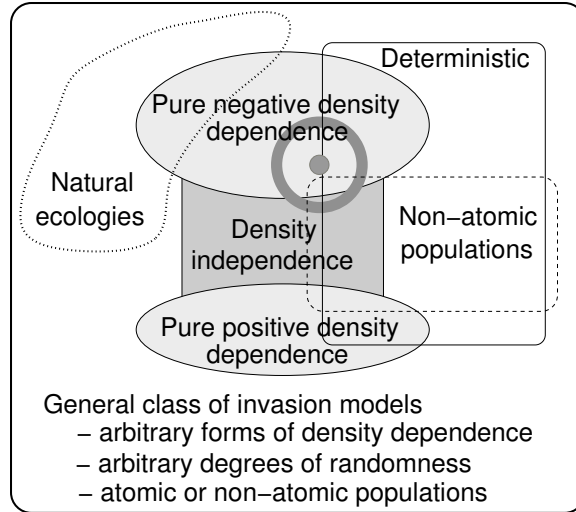 Deterministic
Pure negative density
dependence
Natural
ecologies
Non−atomic
populations
Density
independence
Pure positive density
dependence
General class of invasion models
− arbitrary forms of density dependence
− arbitrary degrees of randomness
− atomic or non−atomic populations